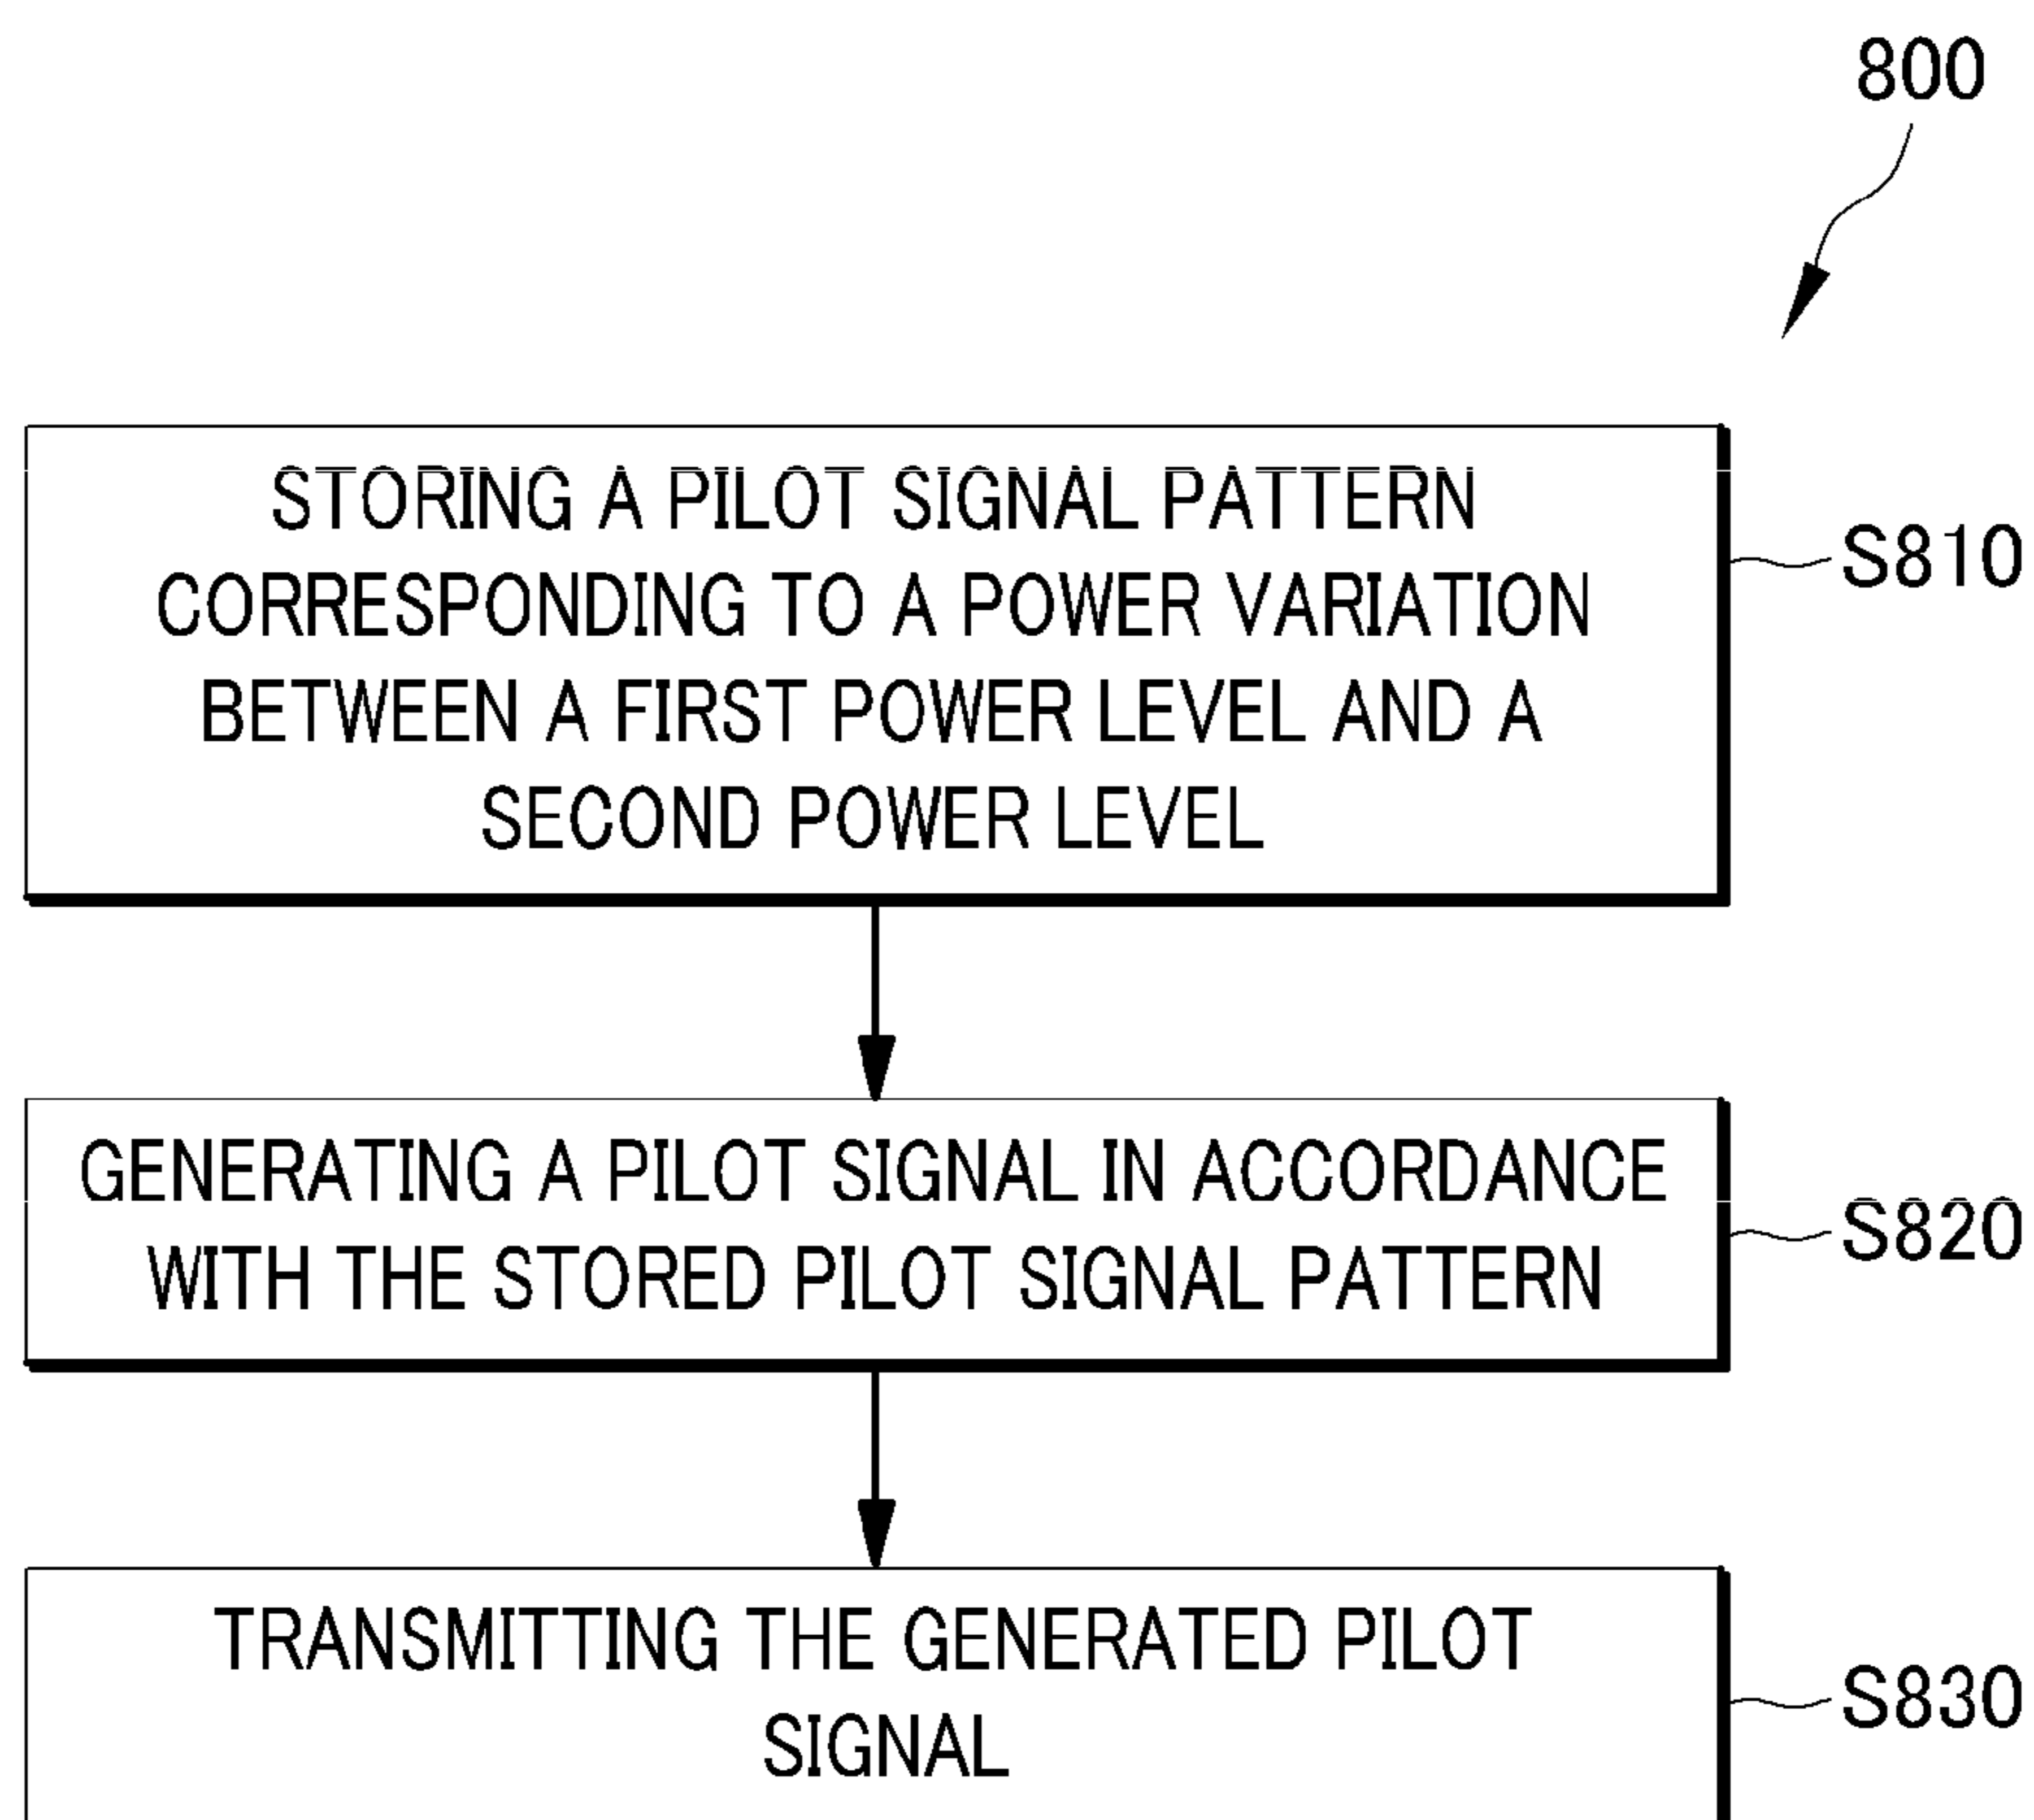 800
STORING A PILOT SIGNAL PATTERN
CORRESPONDING TO A POWER VARIATION
BETWEEN A FIRST POWER LEVEL AND A
SECOND POWER LEVEL
S810
GENERATING A PILOT SIGNAL IN ACCORDANCE
WITH THE STORED PILOT SIGNAL PATTERN
S820
TRANSMITTING THE GENERATED PILOT
SIGNAL
S830